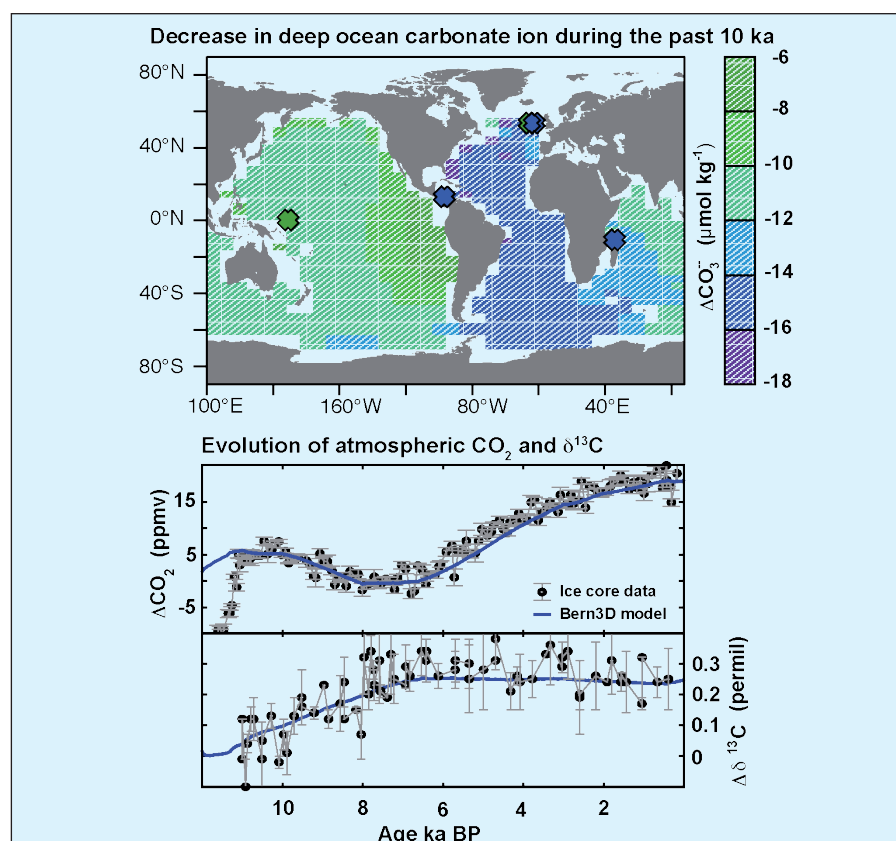 Decrease in deep ocean carbonate ion during the past 10 ka
80°N
40°N
0°N
40°S
80°S
100°E
160°W
80°W
40°E
-6
-8
-10
-12
-14
-16
-18
ΔCO₃⁻⁻ (μmol kg⁻¹)
Evolution of atmospheric CO₂ and δ¹³C
15
5
-5
ΔCO₂ (ppmv)
Ice core data
Bern3D model
0.3
0.2
0.1
0
Δδ ¹³C (permil)
10
8
6
4
2
Age ka BP